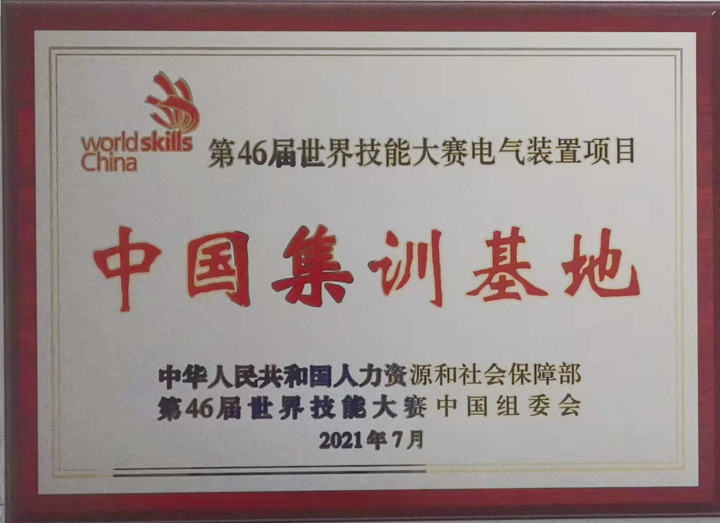 worldskills
China
第46届世界技能大赛电气装置项目
中国集训基地
中华人民共和国人力资源和社会保障部
第46届世界技能大赛中国组委会
2021年7月